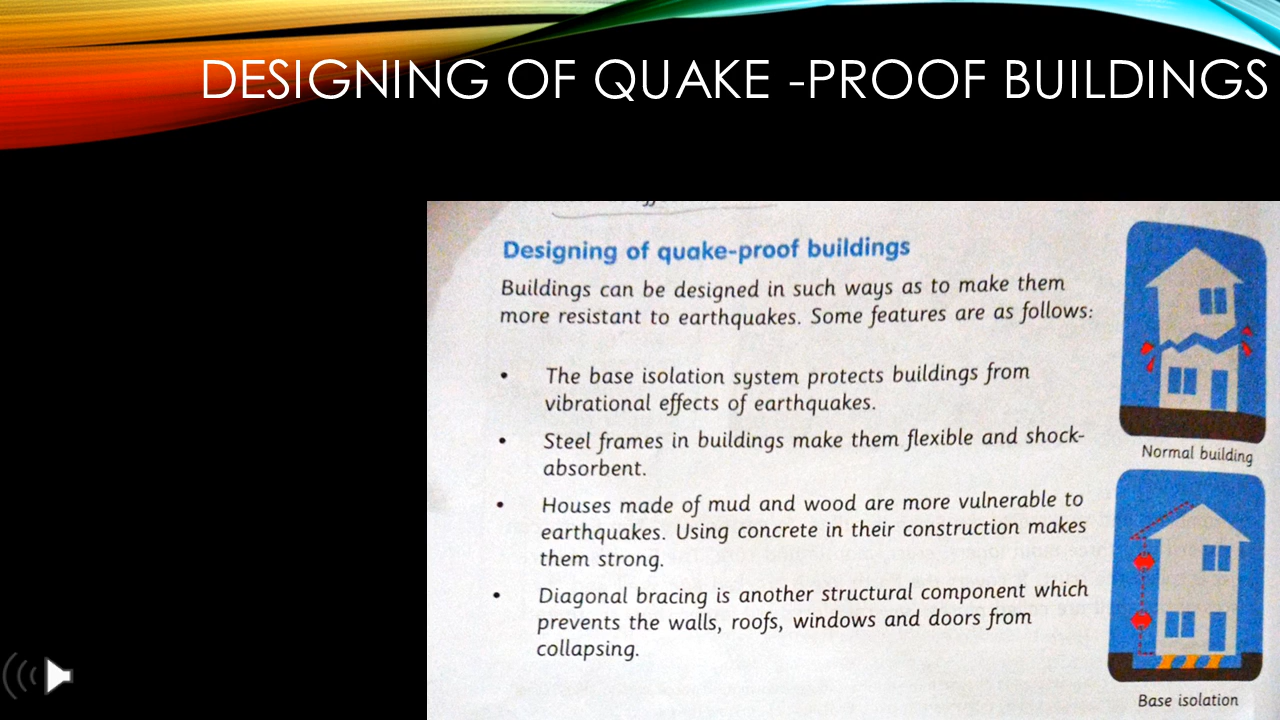 DESIGNING OF QUAKE -PROOF BUILDINGS
Designing of quake-proof buildings
Buildings can be designed in such ways as to make them
more resistant to earthquakes. Some features are as follows:
• The base isolation system protects buildings from
vibrational effects of earthquakes.
• Steel frames in buildings make them flexible and shock-
absorbent.
• Houses made of mud and wood are more vulnerable to
earthquakes. Using concrete in their construction makes
them strong.
• Diagonal bracing is another structural component which
prevents the walls, roofs, windows and doors from
collapsing.
Normal building
Base isolation